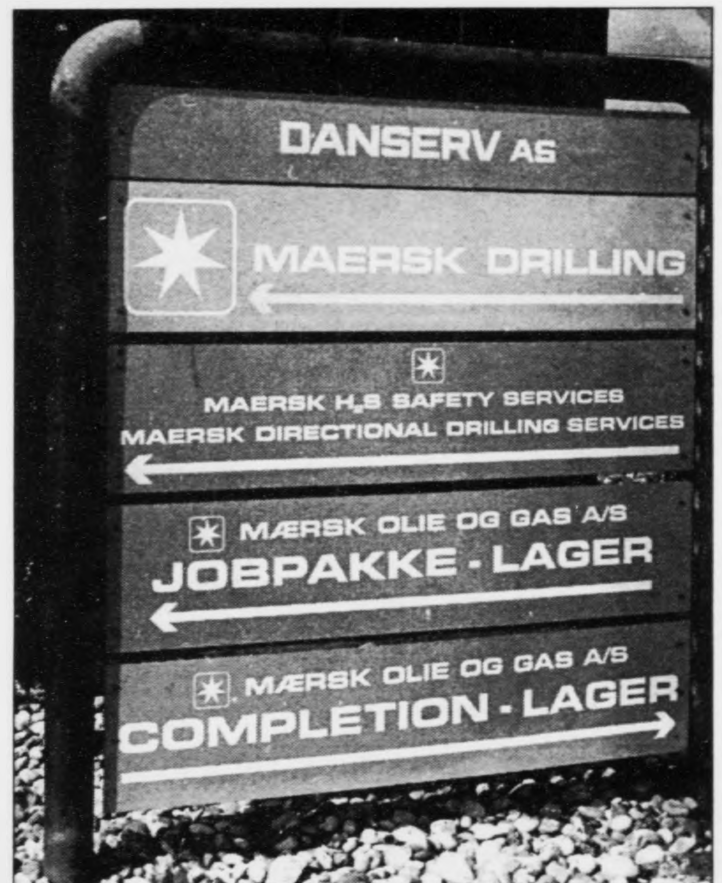 DANSERV AS
MAERSK DRILLING
MAERSK H₂S SAFETY SERVICES
MAERSK DIRECTIONAL DRILLING SERVICES
MÆRSK OLIE OG GAS A/S
JOBPAKKE - LAGER
MÆRSK OLIE OG GAS A/S
COMPLETION - LAGER